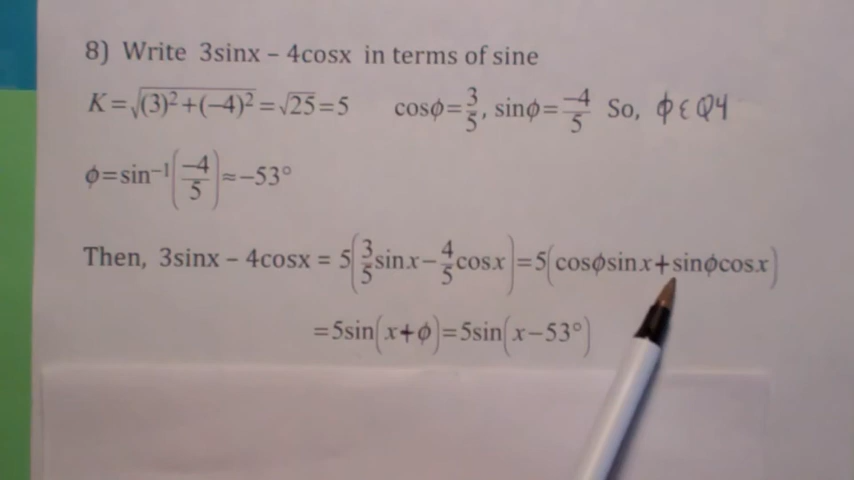 8) Write 3sinx – 4cosx in terms of sine
K=√(3)²+(–4)²=√25=5 cosϕ=3/5, sinϕ=–4/5 So, ϕ ε Q4
ϕ=sin⁻¹(–4/5)≈–53°
Then, 3sinx – 4cosx = 5(3/5sinx–4/5cosx)=5(cosϕsinx+sinϕcosx)
=5sin(x+ϕ)=5sin(x–53°)